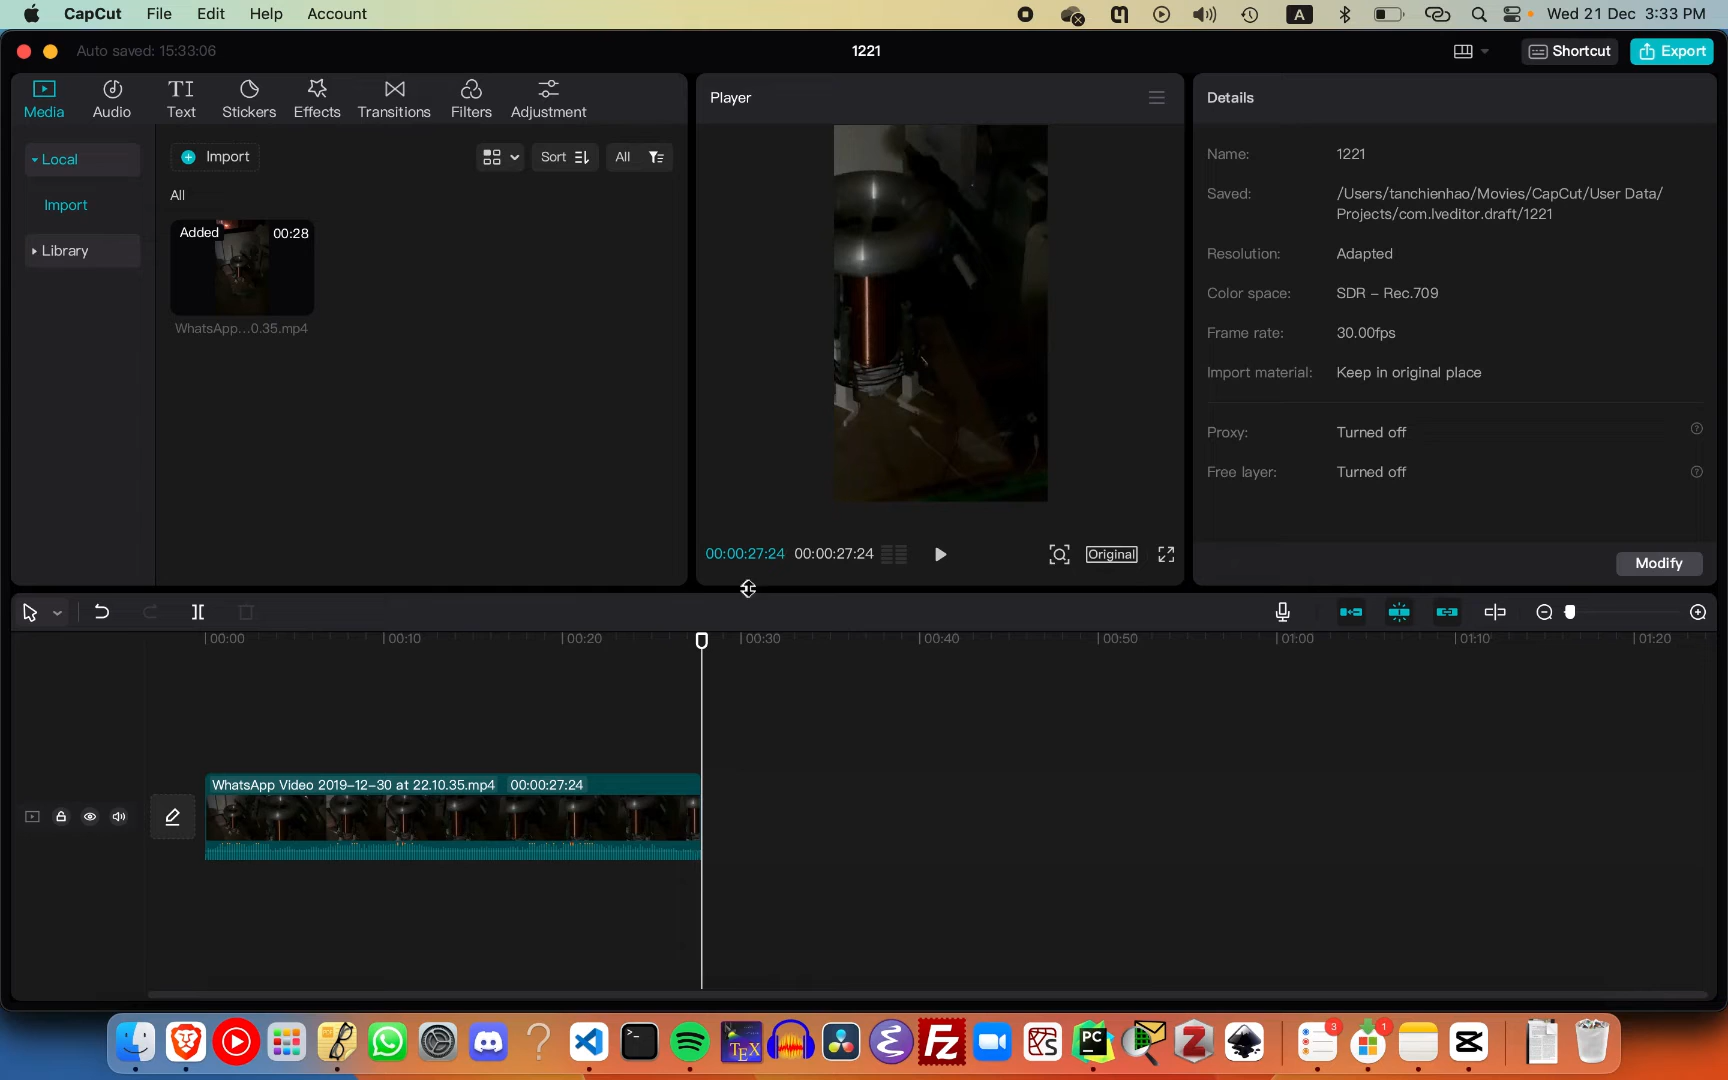 CapCut File Edit Help Account A Wed 21 Dec 3:33 PM
Auto saved: 15:33:06 1221 Shortcut Export
Media Audio Text Stickers Effects Transitions Filters Adjustment
Local
Import
Library
Import Sort All
All
Added 00:28
WhatsApp...0.35.mp4
Player
00:00:27:24 00:00:27:24 Original
Details
Name: 1221
Saved: /Users/tanchienhao/Movies/CapCut/User Data/
Projects/com.lveditor.draft/1221
Resolution: Adapted
Color space: SDR – Rec.709
Frame rate: 30.00fps
Import material: Keep in original place
Proxy: Turned off
Free layer: Turned off
Modify
00:00 00:10 00:20 00:30 00:40 00:50 01:00 01:10 01:20
WhatsApp Video 2019–12–30 at 22.10.35.mp4 00:00:27:24
TEX Fz PC Z 3 1